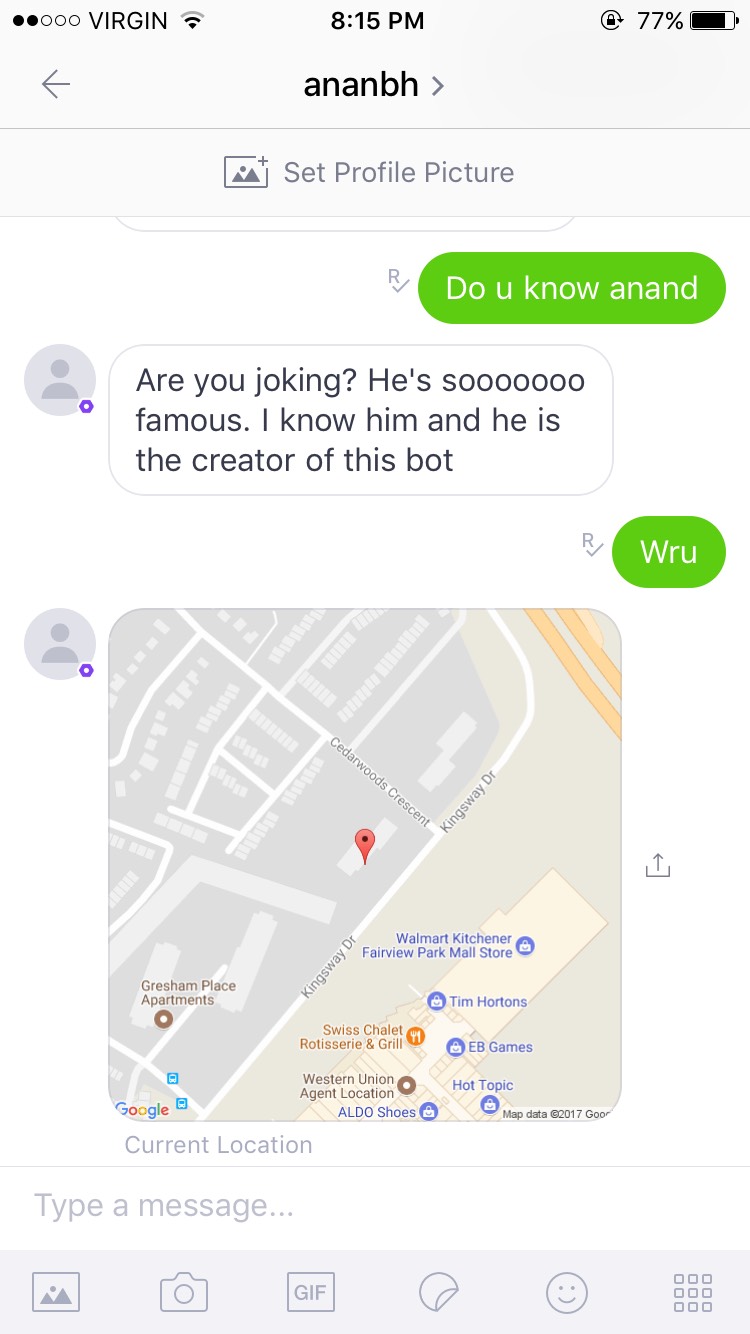 VIRGIN 8:15 PM 77%
ananbh
Set Profile Picture
R
Do u know anand
Are you joking? He's sooooooo
famous. I know him and he is
the creator of this bot
R
Wru
Cedarwoods Crescent
Kingsway Dr
Kingsway Dr
Walmart Kitchener
Fairview Park Mall Store
Gresham Place
Apartments
Tim Hortons
Swiss Chalet
Rotisserie & Grill
EB Games
Western Union
Agent Location
Hot Topic
ALDO Shoes
Google
Map data ©2017 Goo
Current Location
Type a message...
GIF